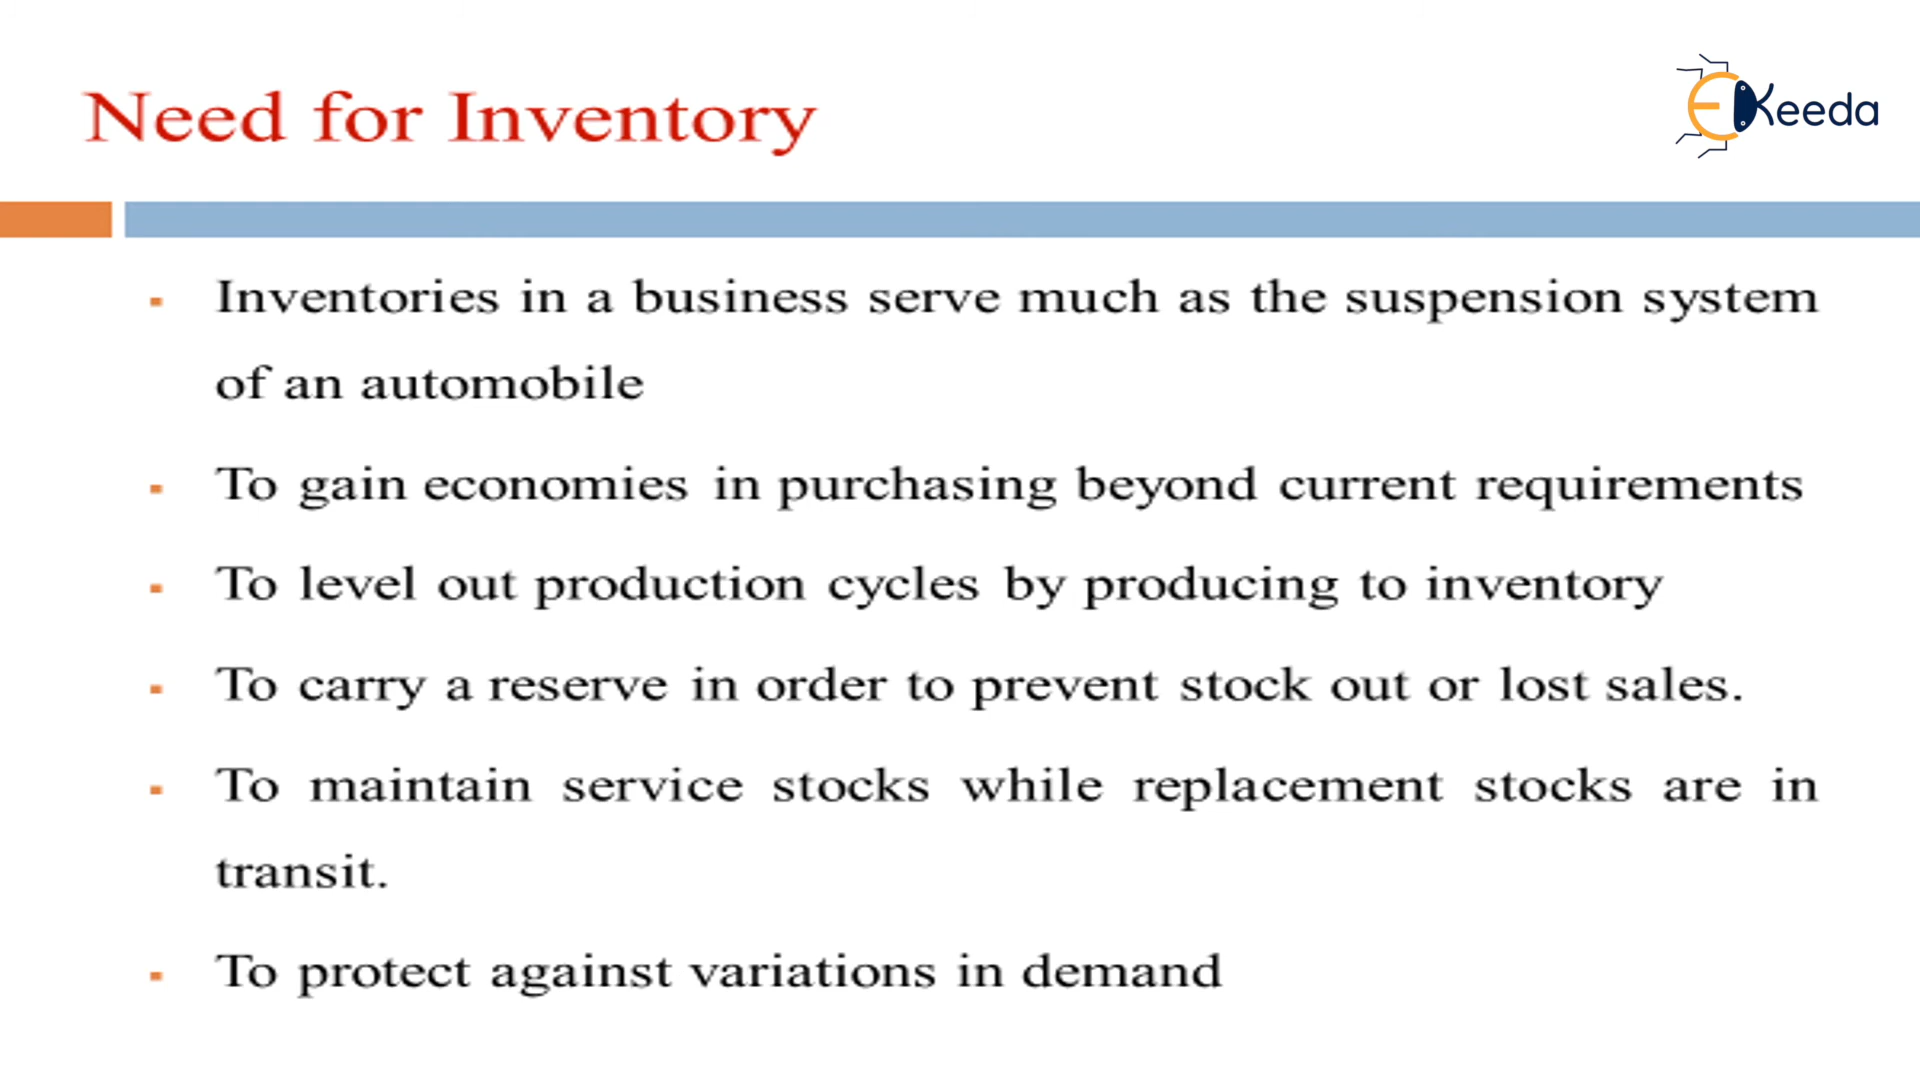 Need for Inventory
EKeeda
Inventories in a business serve much as the suspension system
of an automobile
To gain economies in purchasing beyond current requirements
To level out production cycles by producing to inventory
To carry a reserve in order to prevent stock out or lost sales.
To maintain service stocks while replacement stocks are in
transit.
To protect against variations in demand